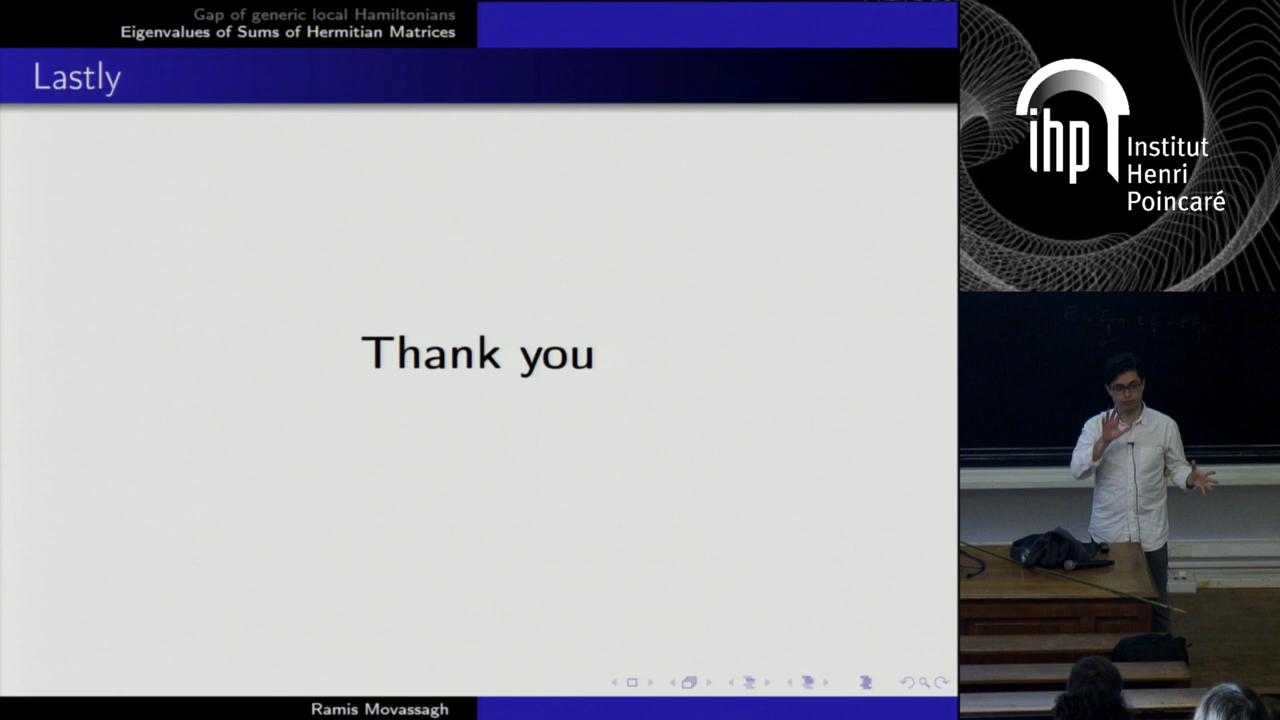 Gap of generic local Hamiltonians
Eigenvalues of Sums of Hermitian Matrices
Lastly
Thank you
Ramis Movassagh
ihp
Institut
Henri
Poincaré